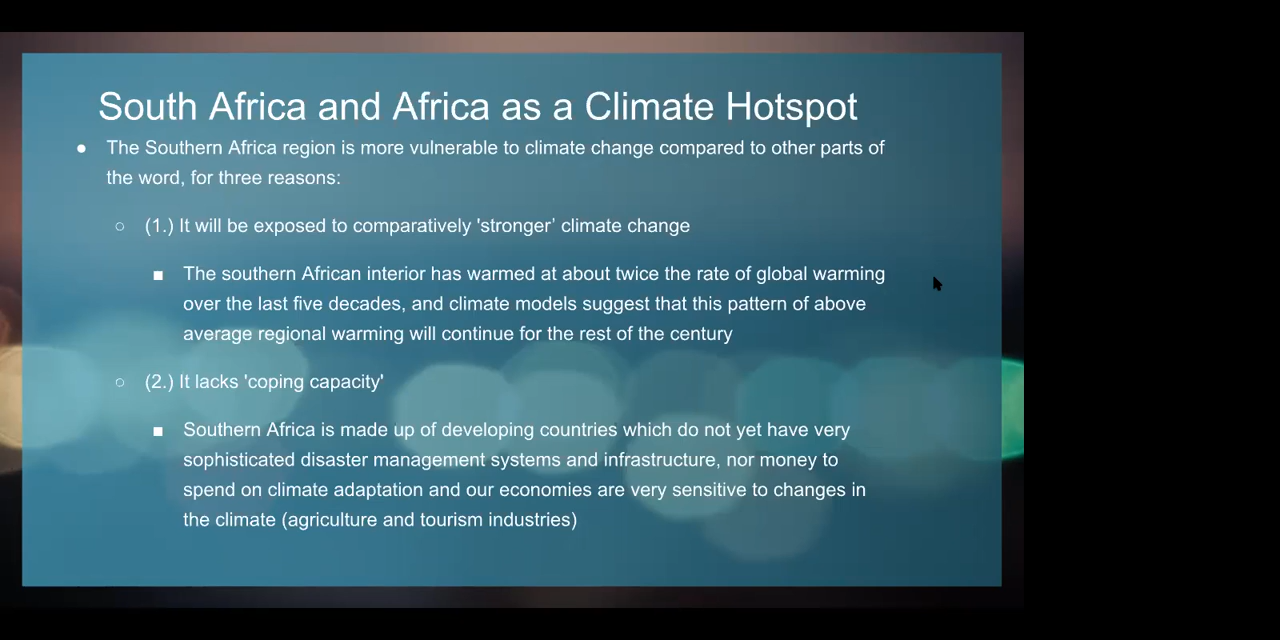 South Africa and Africa as a Climate Hotspot
● The Southern Africa region is more vulnerable to climate change compared to other parts of
the word, for three reasons:
○ (1.) It will be exposed to comparatively 'stronger’ climate change
■ The southern African interior has warmed at about twice the rate of global warming
over the last five decades, and climate models suggest that this pattern of above
average regional warming will continue for the rest of the century
○ (2.) It lacks 'coping capacity'
■ Southern Africa is made up of developing countries which do not yet have very
sophisticated disaster management systems and infrastructure, nor money to
spend on climate adaptation and our economies are very sensitive to changes in
the climate (agriculture and tourism industries)